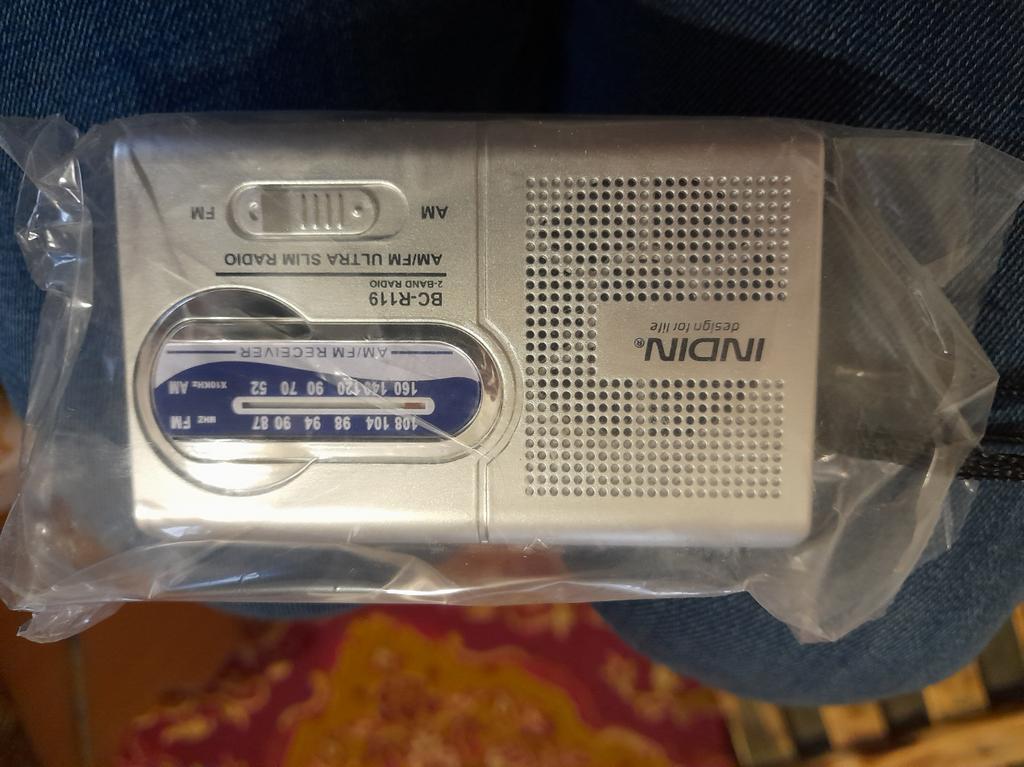 INDIN®
design for life
108 104 98 94 90 87 MHZ FM
160 140 120 90 70 52 X10KHz AM
AM/FM RECEIVER
BC-R119
2-BAND RADIO
AM/FM ULTRA SLIM RADIO
AM FM